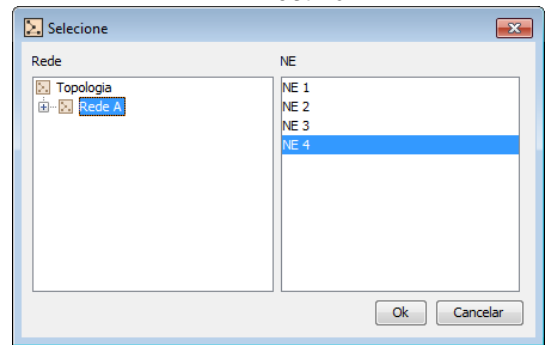 Selecione
Rede
NE
Topologia
Rede A
NE 1
NE 2
NE 3
NE 4
Ok
Cancelar